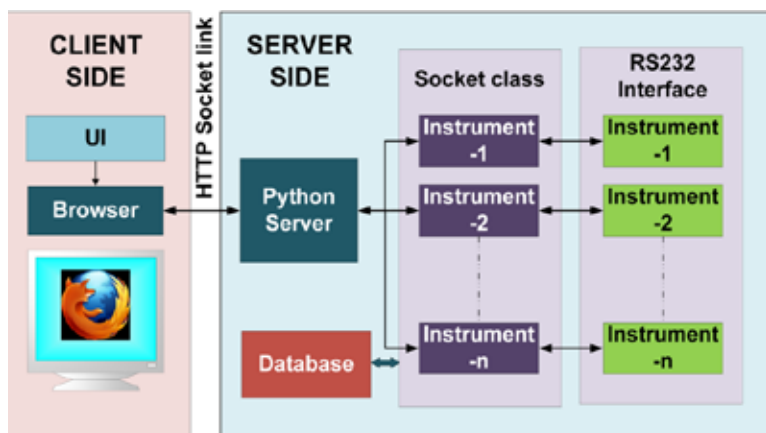 CLIENT
SIDE
UI
Browser
HTTP Socket link
SERVER
SIDE
Python
Server
Database
Socket class
Instrument
-1
Instrument
-2
Instrument
-n
RS232
Interface
Instrument
-1
Instrument
-2
Instrument
-n